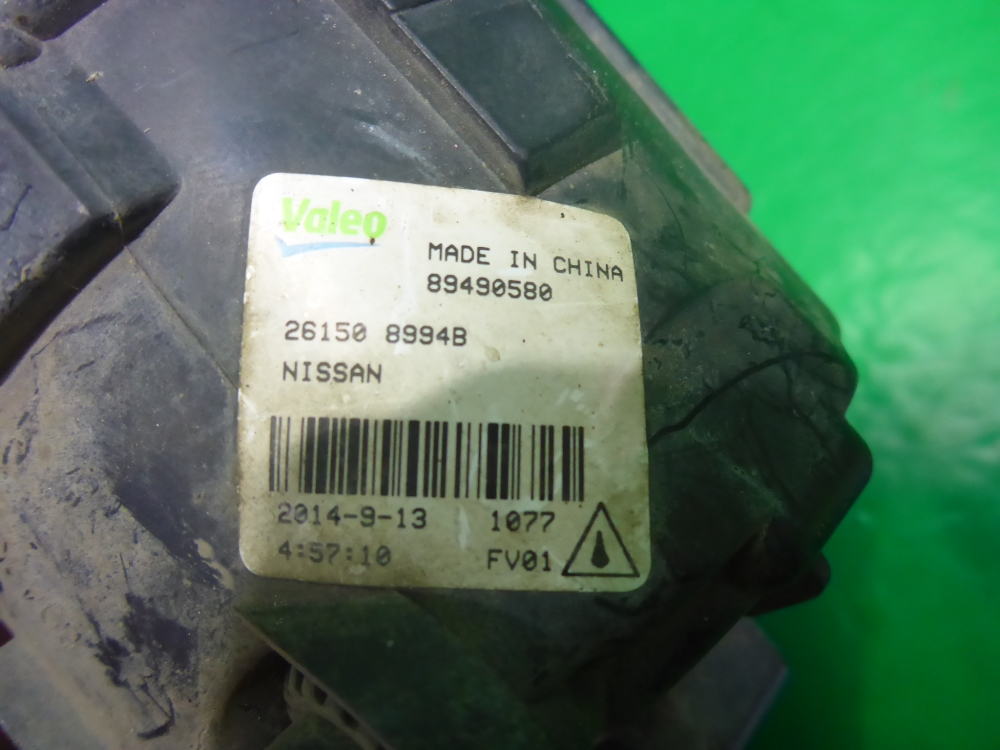 Valeo
MADE IN CHINA
89490580
26150 8994B
NISSAN
2014-9-13 1077
4:57:10 FV01